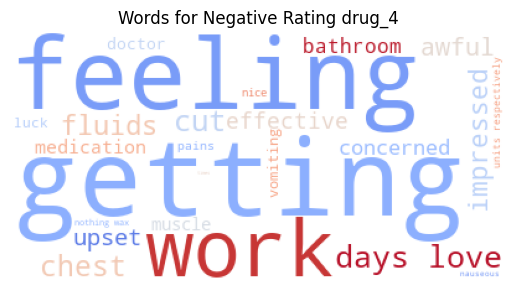 Words for Negative Rating drug_4
feeling
doctor
bathroom
awful
nice
luck
fluids
cut
effective
impressed
units respectively
medication
pains
vomiting
concerned
getting
nothing wax
muscle
upset
work
days love
chest
nauseous